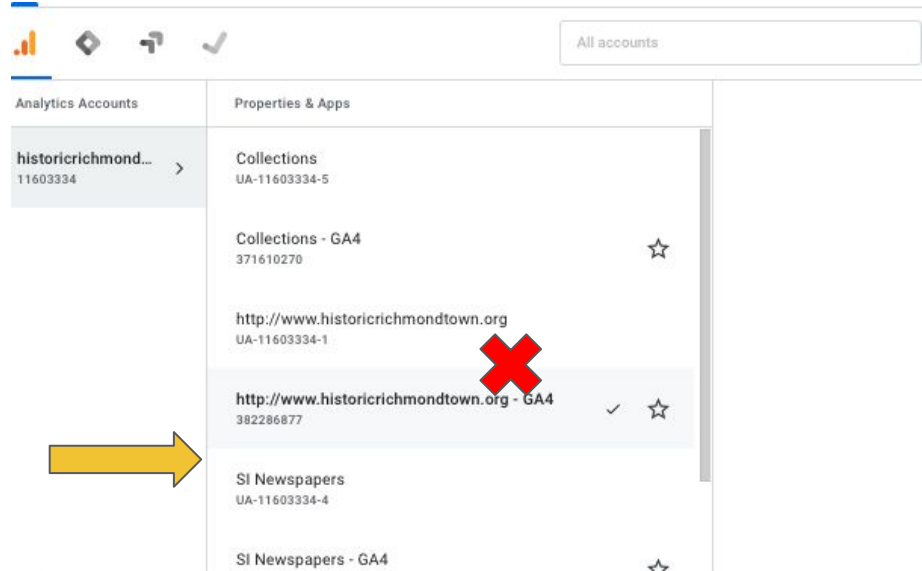 All accounts
Analytics Accounts
Properties & Apps
historicrichmond...
11603334
Collections
UA-11603334-5
Collections - GA4
371610270
http://www.historicrichmondtown.org
UA-11603334-1
http://www.historicrichmondtown.org - GA4
382286877
SI Newspapers
UA-11603334-4
SI Newspapers - GA4